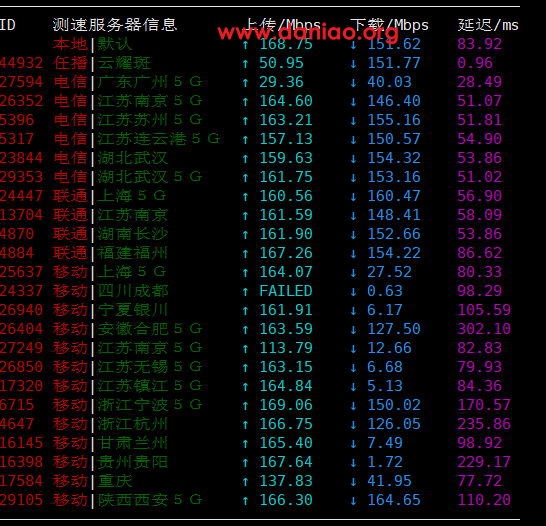 ID 测速服务器信息 上传/Mbps 下载/Mbps 延迟/ms
www.daniao.org
本地|默认 ↑ 168.75 ↓ 151.62 83.92
44932 任播|云耀斑 ↑ 50.95 ↓ 151.77 0.96
27594 电信|广东广州５Ｇ ↑ 29.36 ↓ 40.03 28.49
26352 电信|江苏南京５Ｇ ↑ 164.60 ↓ 146.40 51.07
5396 电信|江苏苏州５Ｇ ↑ 163.21 ↓ 155.16 51.81
5317 电信|江苏连云港５Ｇ ↑ 157.13 ↓ 150.57 54.90
23844 电信|湖北武汉 ↑ 159.63 ↓ 154.32 53.86
29353 电信|湖北武汉５Ｇ ↑ 161.75 ↓ 153.16 51.02
24447 联通|上海５Ｇ ↑ 160.56 ↓ 160.47 56.90
13704 联通|江苏南京 ↑ 161.59 ↓ 148.41 58.09
4870 联通|湖南长沙 ↑ 161.90 ↓ 152.66 53.86
4884 联通|福建福州 ↑ 167.26 ↓ 154.22 86.62
25637 移动|上海５Ｇ ↑ 164.07 ↓ 27.52 80.33
24337 移动|四川成都 ↑ FAILED ↓ 0.63 98.29
26940 移动|宁夏银川 ↑ 161.91 ↓ 6.17 105.59
26404 移动|安徽合肥５Ｇ ↑ 163.59 ↓ 127.50 302.10
27249 移动|江苏南京５Ｇ ↑ 113.79 ↓ 12.66 82.83
26850 移动|江苏无锡５Ｇ ↑ 163.15 ↓ 6.68 79.93
17320 移动|江苏镇江５Ｇ ↑ 164.84 ↓ 5.13 84.36
6715 移动|浙江宁波５Ｇ ↑ 169.06 ↓ 150.02 170.57
4647 移动|浙江杭州 ↑ 166.75 ↓ 126.05 235.86
16145 移动|甘肃兰州 ↑ 165.40 ↓ 7.49 98.92
16398 移动|贵州贵阳 ↑ 167.64 ↓ 1.72 229.17
17584 移动|重庆 ↑ 137.83 ↓ 41.95 77.72
29105 移动|陕西西安５Ｇ ↑ 166.30 ↓ 164.65 110.20